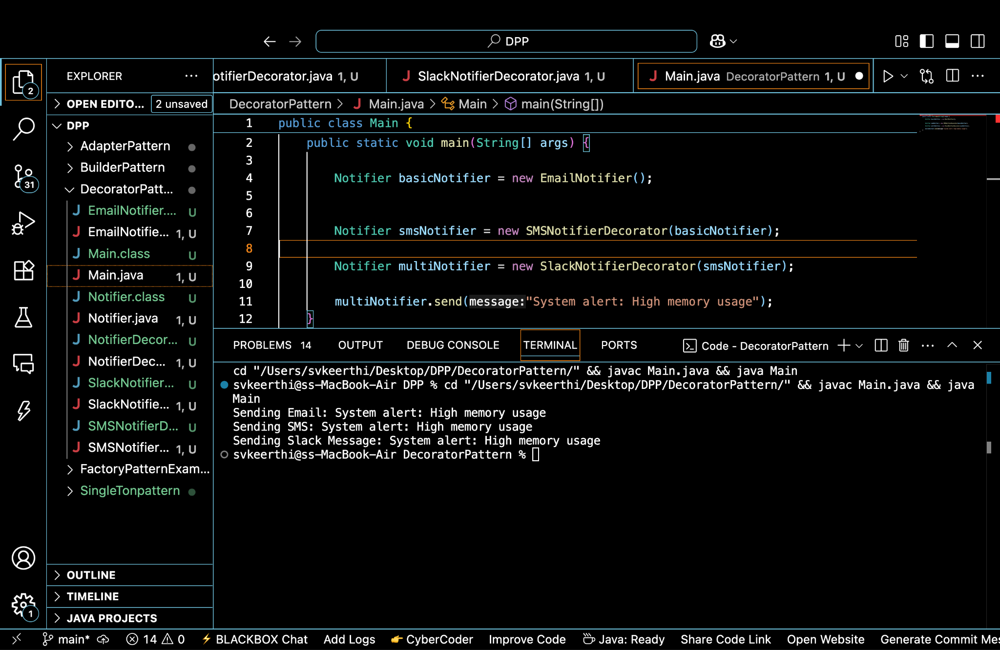 DPP
EXPLORER
otifierDecorator.java 1, U
SlackNotifierDecorator.java 1, U
Main.java DecoratorPattern 1, U
2
OPEN EDITO... 2 unsaved
DecoratorPattern > Main.java > Main > main(String[])
DPP
AdapterPattern
BuilderPattern
DecoratorPatt...
EmailNotifier.... U
EmailNotifie... 1, U
Main.class U
Main.java 1, U
Notifier.class U
Notifier.java 1, U
NotifierDecor... U
NotifierDec... 1, U
SlackNotifier... U
SlackNotifie... 1, U
SMSNotifierD... U
SMSNotifier... 1, U
FactoryPatternExam...
SingleTonpattern
OUTLINE
TIMELINE
JAVA PROJECTS
31
1
1 public class Main {
2 public static void main(String[] args) {
3
4 Notifier basicNotifier = new EmailNotifier();
5
6
7 Notifier smsNotifier = new SMSNotifierDecorator(basicNotifier);
8
9 Notifier multiNotifier = new SlackNotifierDecorator(smsNotifier);
10
11 multiNotifier.send(message:"System alert: High memory usage");
12 }
PROBLEMS 14 OUTPUT DEBUG CONSOLE TERMINAL PORTS Code - DecoratorPattern
cd "/Users/svkeerthi/Desktop/DPP/DecoratorPattern/" && javac Main.java && java Main
svkeerthi@ss-MacBook-Air DPP % cd "/Users/svkeerthi/Desktop/DPP/DecoratorPattern/" && javac Main.java && java
Main
Sending Email: System alert: High memory usage
Sending SMS: System alert: High memory usage
Sending Slack Message: System alert: High memory usage
svkeerthi@ss-MacBook-Air DecoratorPattern %
main* 14 0 BLACKBOX Chat Add Logs CyberCoder Improve Code Java: Ready Share Code Link Open Website Generate Commit Mes